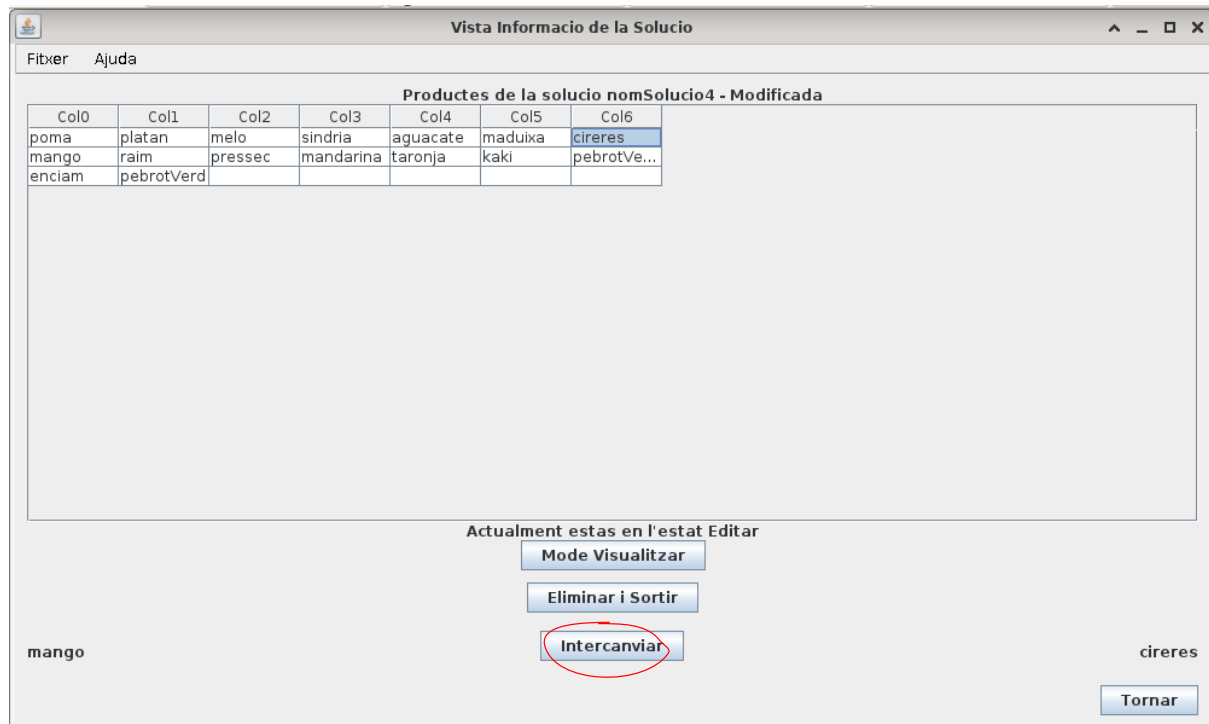 Vista Informacio de la Solucio
Fitxer Ajuda
Productes de la solucio nomSolucio4 - Modificada
Col0 Col1 Col2 Col3 Col4 Col5 Col6
poma platan melo sindria aguacate maduixa cireres
mango raim pressec mandarina taronja kaki pebrotVe...
enciam pebrotVerd
Actualment estas en l'estat Editar
Mode Visualitzar
Eliminar i Sortir
mango Intercanviar cireres
Tornar